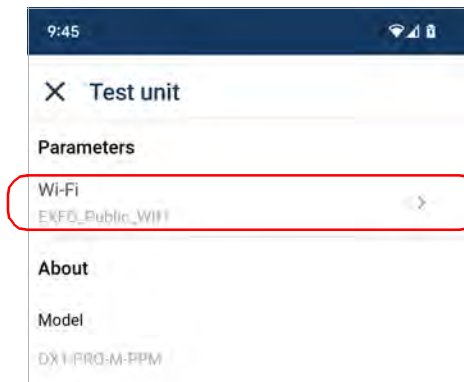 9:45
Test unit
Parameters
Wi-Fi
EXFO_Public_WIFI
About
Model
DX1-PRO-M-PPM